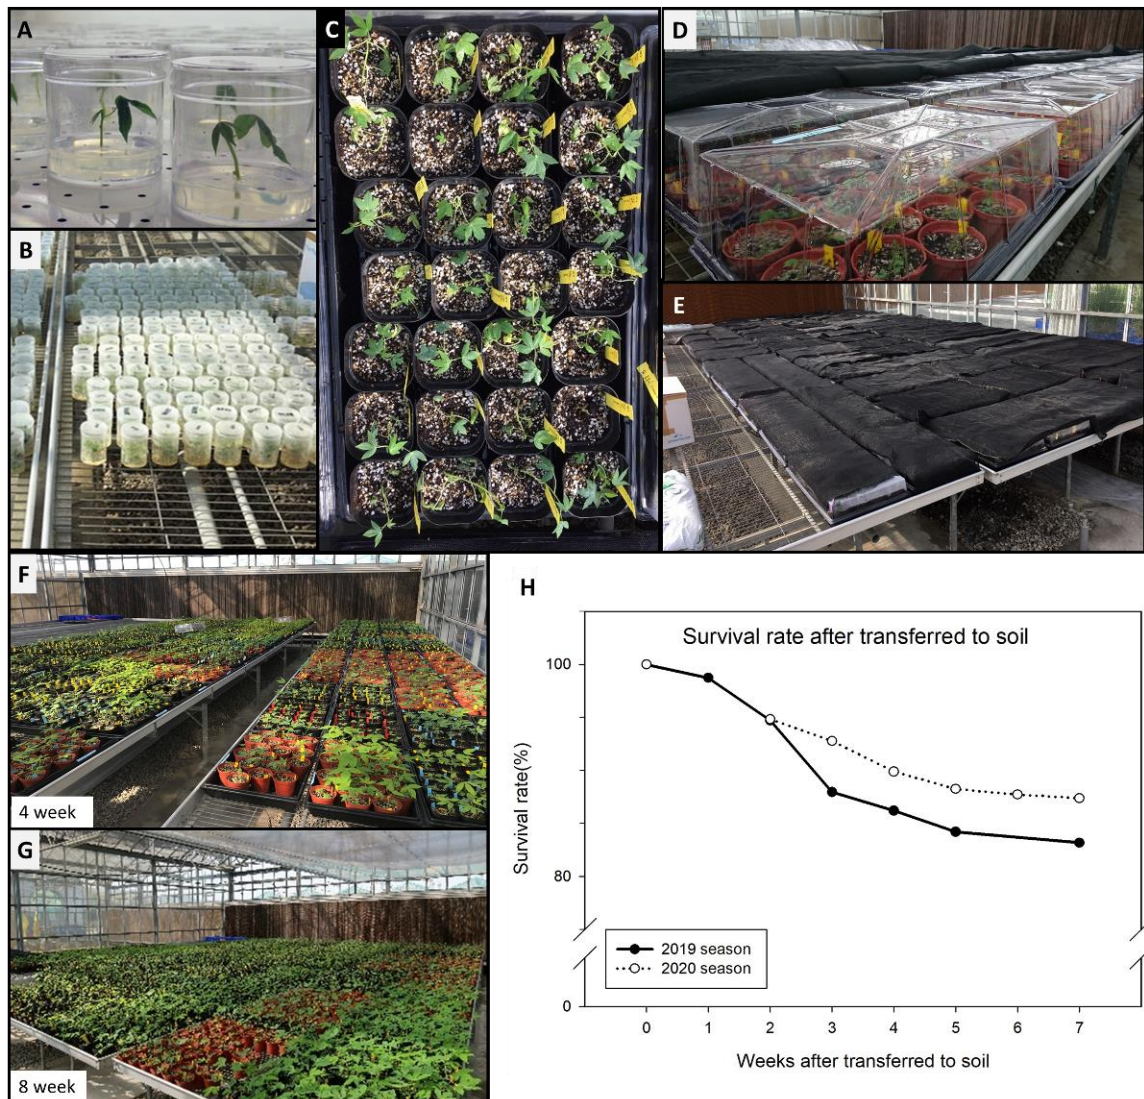 A
B
C
D
E
F
4 week
G
8 week
H
Survival rate after transferred to soil
Survival rate(%)
100
80
0
2019 season
2020 season
0 1 2 3 4 5 6 7
Weeks after transferred to soil